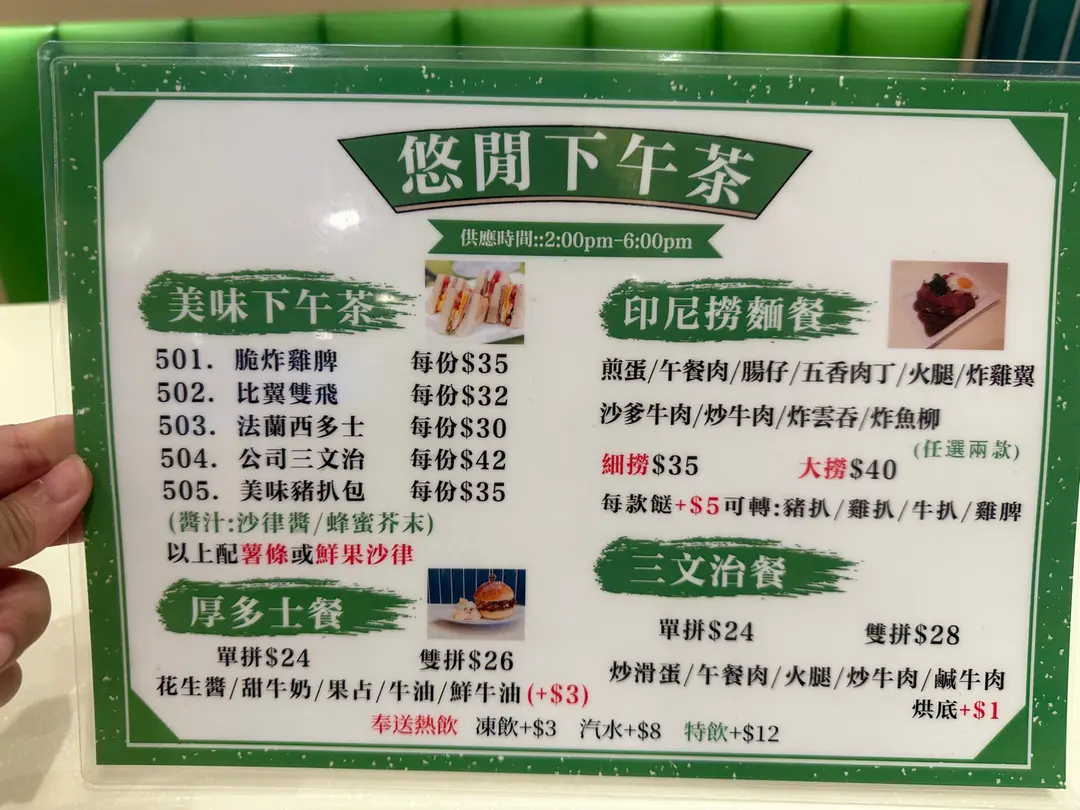 悠閒下午茶
供應時間::2:00pm-6:00pm
美味下午茶
501. 脆炸雞脾 每份$35
502. 比翼雙飛 每份$32
503. 法蘭西多士 每份$30
504. 公司三文治 每份$42
505. 美味豬扒包 每份$35
(醬汁:沙律醬/蜂蜜芥末)
以上配薯條或鮮果沙律
厚多士餐
單拼$24 雙拼$26
花生醬/甜牛奶/果占/牛油/鮮牛油(+$3)
印尼撈麵餐
煎蛋/午餐肉/腸仔/五香肉丁/火腿/炸雞翼
沙爹牛肉/炒牛肉/炸雲吞/炸魚柳
(任選兩款)
細撈$35 大撈$40
每款餸+$5可轉:豬扒/雞扒/牛扒/雞脾
三文治餐
單拼$24 雙拼$28
炒滑蛋/午餐肉/火腿/炒牛肉/鹹牛肉
烘底+$1
奉送熱飲 凍飲+$3 汽水+$8 特飲+$12